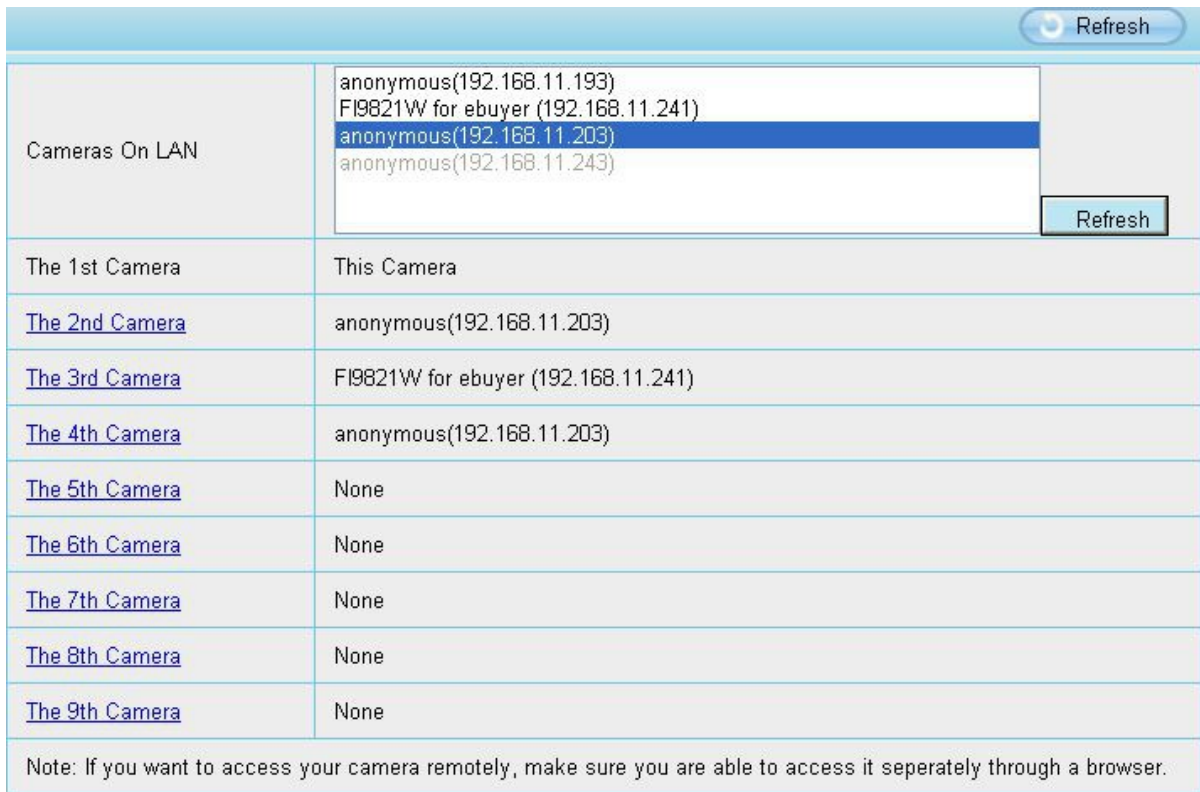 Refresh
anonymous(192.168.11.193)
FI9821W for ebuyer (192.168.11.241)
anonymous(192.168.11.203)
anonymous(192.168.11.243)
Cameras On LAN
Refresh
The 1st Camera This Camera
The 2nd Camera anonymous(192.168.11.203)
The 3rd Camera FI9821W for ebuyer (192.168.11.241)
The 4th Camera anonymous(192.168.11.203)
The 5th Camera None
The 6th Camera None
The 7th Camera None
The 8th Camera None
The 9th Camera None
Note: If you want to access your camera remotely, make sure you are able to access it seperately through a browser.